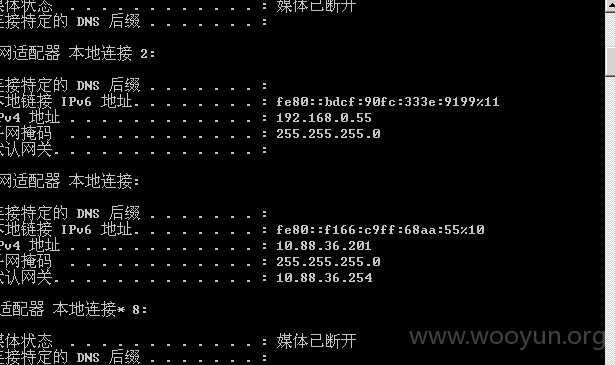 某体状态 . . . . . . . . . . . . : 媒体已断开
连接特定的 DNS 后缀 . . . . . . . :
网适配器 本地连接 2:
连接特定的 DNS 后缀 . . . . . . . :
本地链接 IPv6 地址. . . . . . . . : fe80::bdcf:90fc:333e:9199%11
Pv4 地址 . . . . . . . . . . . . : 192.168.0.55
子网掩码 . . . . . . . . . . . . : 255.255.255.0
默认网关. . . . . . . . . . . . . :
网适配器 本地连接:
连接特定的 DNS 后缀 . . . . . . . :
本地链接 IPv6 地址. . . . . . . . : fe80::f166:c9ff:68aa:55%10
Pv4 地址 . . . . . . . . . . . . : 10.88.36.201
子网掩码 . . . . . . . . . . . . : 255.255.255.0
默认网关. . . . . . . . . . . . . : 10.88.36.254
适配器 本地连接* 8:
媒体状态 . . . . . . . . . . . . : 媒体已断开
连接特定的 DNS 后缀 . . . . . . . :
www.wooyun.org